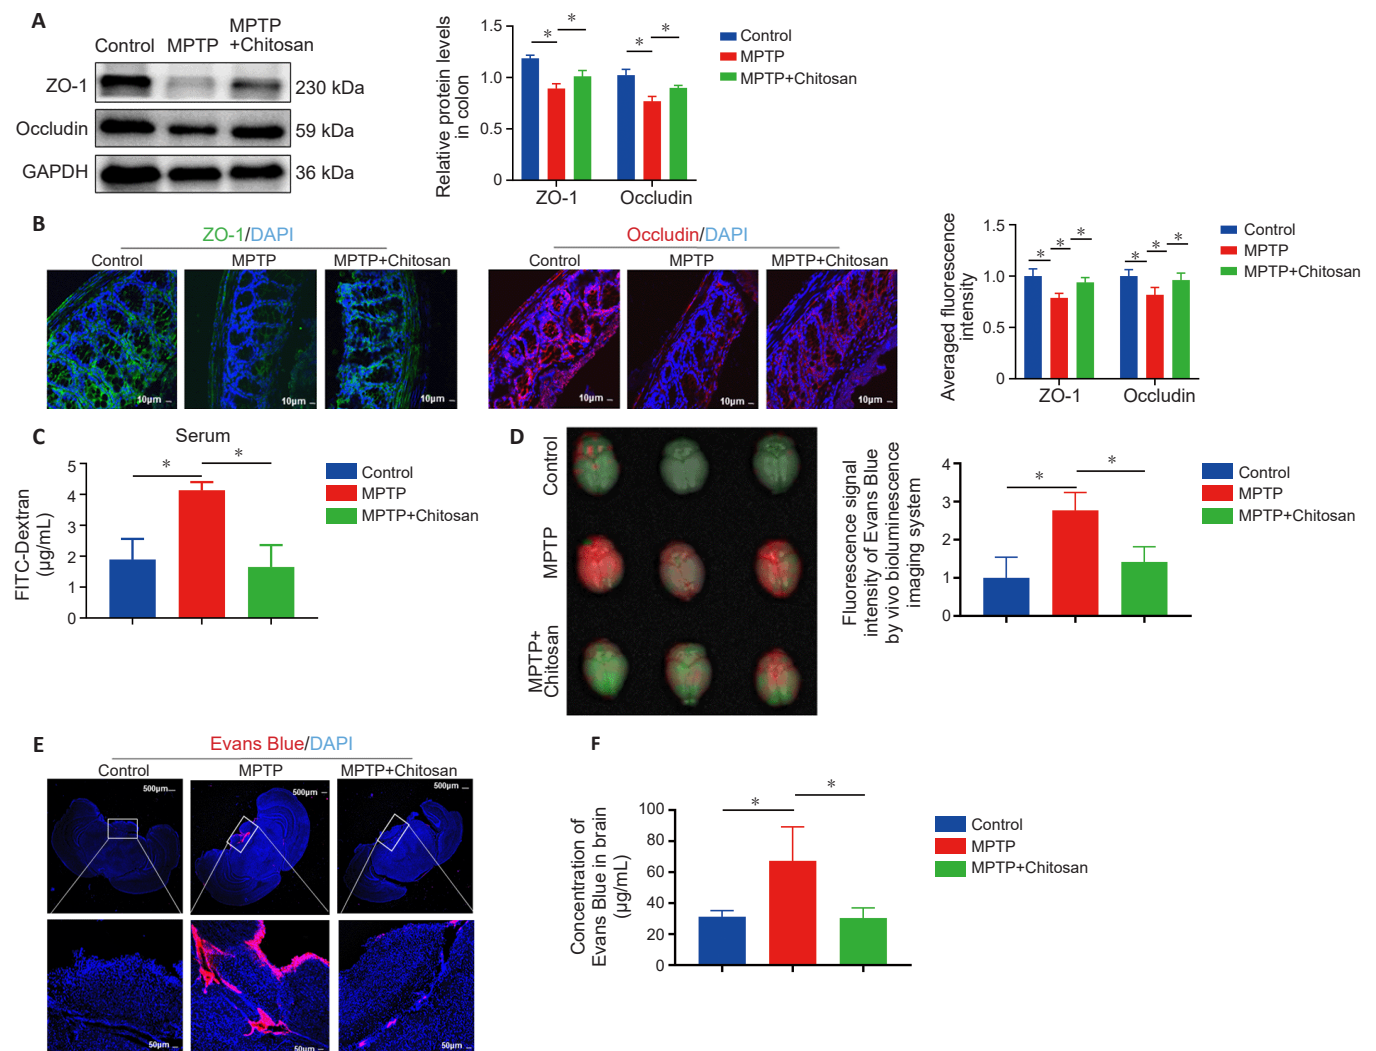 A
Control MPTP MPTP
+Chitosan
ZO-1 230 kDa
Occludin 59 kDa
GAPDH 36 kDa
Relative protein levels
in colon
1.5
1.0
0.5
0
* * * *
ZO-1 Occludin
Control
MPTP
MPTP+Chitosan
B
ZO-1/DAPI
Control MPTP MPTP+Chitosan
10µm 10µm 10µm
Occludin/DAPI
Control MPTP MPTP+Chitosan
10µm 10µm 10µm
Averaged fluorescence
intensity
1.5
1.0
0.5
0
* * * * * *
ZO-1 Occludin
Control
MPTP
MPTP+Chitosan
C
Serum
FITC-Dextran
(µg/mL)
5
4
3
2
1
0
* *
Control
MPTP
MPTP+Chitosan
D
Control
MPTP
MPTP+
Chitosan
Fluorescence signal
intensity of Evans Blue
by vivo bioluminescence
imaging system
4
3
2
1
0
* *
Control
MPTP
MPTP+Chitosan
E
Evans Blue/DAPI
Control MPTP MPTP+Chitosan
500µm 500µm 500µm
50µm 50µm 50µm
F
Concentration of
Evans Blue in brain
(µg/mL)
100
80
60
40
20
0
* *
Control
MPTP
MPTP+Chitosan